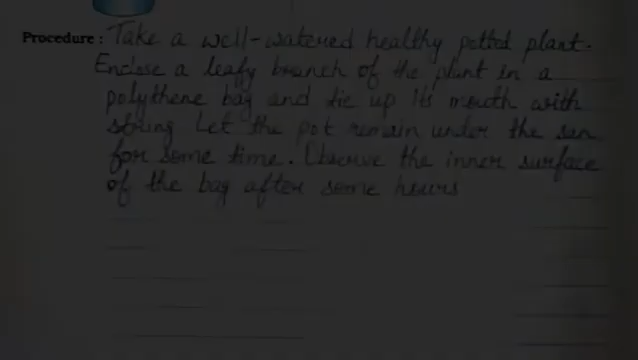 Procedure : Take a well-watered healthy potted plant.
Enclose a leafy branch of the plant in a
polythene bag and tie up its mouth with
string Let the pot remain under the sun
for some time. Observe the inner surface
of the bag after some hours